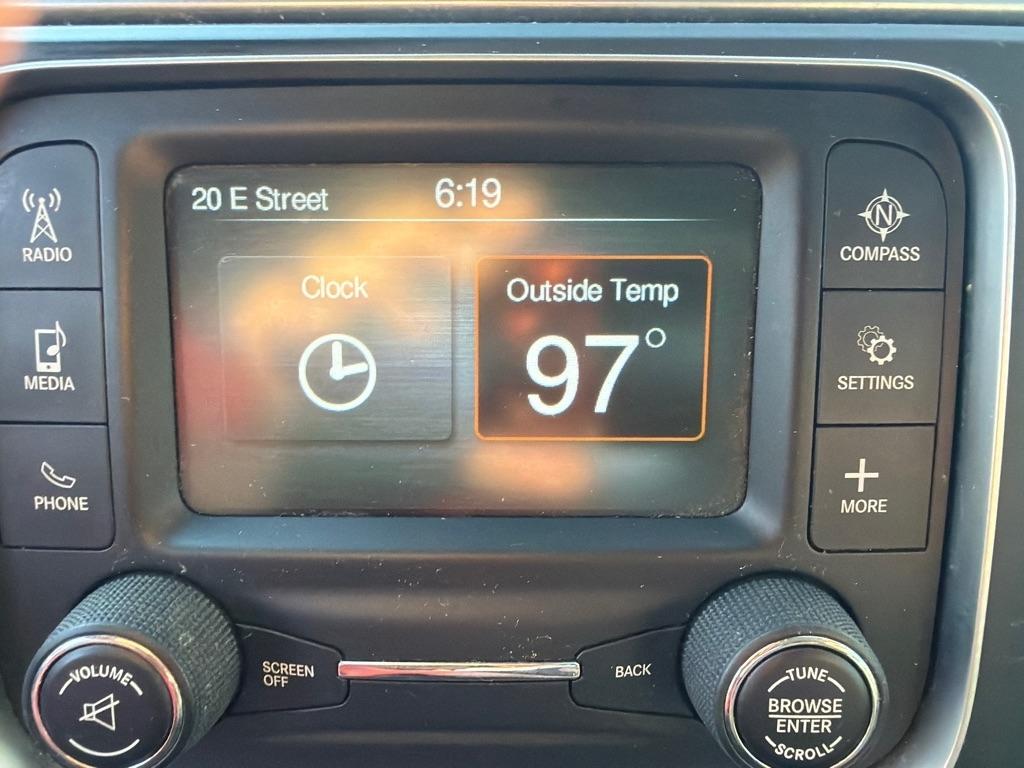 20 E Street 6:19
Clock
Outside Temp
97°
RADIO
MEDIA
PHONE
N
COMPASS
SETTINGS
MORE
VOLUME
SCREEN
OFF
BACK
TUNE
BROWSE
ENTER
SCROLL